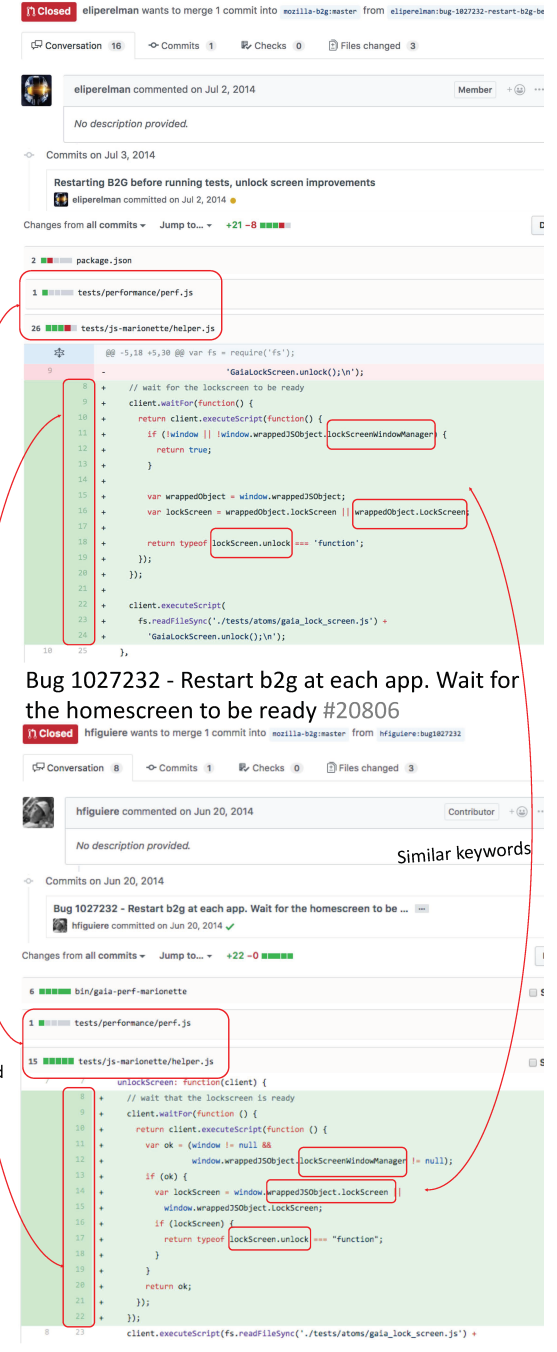 Closed eliperelman wants to merge 1 commit into mozilla-b2g:master from eliperelman:bug-1027232-restart-b2g-be
Conversation 16 Commits 1 Checks 0 Files changed 3
eliperelman commented on Jul 2, 2014 Member
No description provided.
Commits on Jul 3, 2014
Restarting B2G before running tests, unlock screen improvements
eliperelman committed on Jul 2, 2014
Changes from all commits Jump to... +21 −8 D
2 package.json
1 tests/performance/perf.js
26 tests/js-marionette/helper.js
@@ -5,18 +5,30 @@ var fs = require('fs');
9 - 'GaiaLockScreen.unlock();\n');
8 + // wait for the lockscreen to be ready
9 + client.waitFor(function() {
10 + return client.executeScript(function() {
11 + if (!window || !window.wrappedJSObject.lockScreenWindowManager) {
12 + return true;
13 + }
14 +
15 + var wrappedObject = window.wrappedJSObject;
16 + var lockScreen = wrappedObject.lockScreen || wrappedObject.LockScreen;
17 +
18 + return typeof lockScreen.unlock === 'function';
19 + });
20 + });
21 +
22 + client.executeScript(
23 + fs.readFileSync('./tests/atoms/gaia_lock_screen.js') +
24 + 'GaiaLockScreen.unlock();\n');
10 25 },
Bug 1027232 - Restart b2g at each app. Wait for
the homescreen to be ready #20806
Closed hfiguiere wants to merge 1 commit into mozilla-b2g:master from hfiguiere:bug1027232
Conversation 8 Commits 1 Checks 0 Files changed 3
hfiguiere commented on Jun 20, 2014 Contributor
No description provided.
Similar keywords
Commits on Jun 20, 2014
Bug 1027232 - Restart b2g at each app. Wait for the homescreen to be ...
hfiguiere committed on Jun 20, 2014
Changes from all commits Jump to... +22 −0
6 bin/gaia-perf-marionette S
1 tests/performance/perf.js
15 tests/js-marionette/helper.js S
d
7 7 unlockScreen: function(client) {
8 + // wait that the lockscreen is ready
9 + client.waitFor(function () {
10 + return client.executeScript(function () {
11 + var ok = (window != null &&
12 + window.wrappedJSObject.lockScreenWindowManager != null);
13 + if (ok) {
14 + var lockScreen = window.wrappedJSObject.lockScreen ||
15 + window.wrappedJSObject.LockScreen;
16 + if (lockScreen) {
17 + return typeof lockScreen.unlock === "function";
18 + }
19 + }
20 + return ok;
21 + });
22 + });
8 23 client.executeScript(fs.readFileSync('./tests/atoms/gaia_lock_screen.js') +